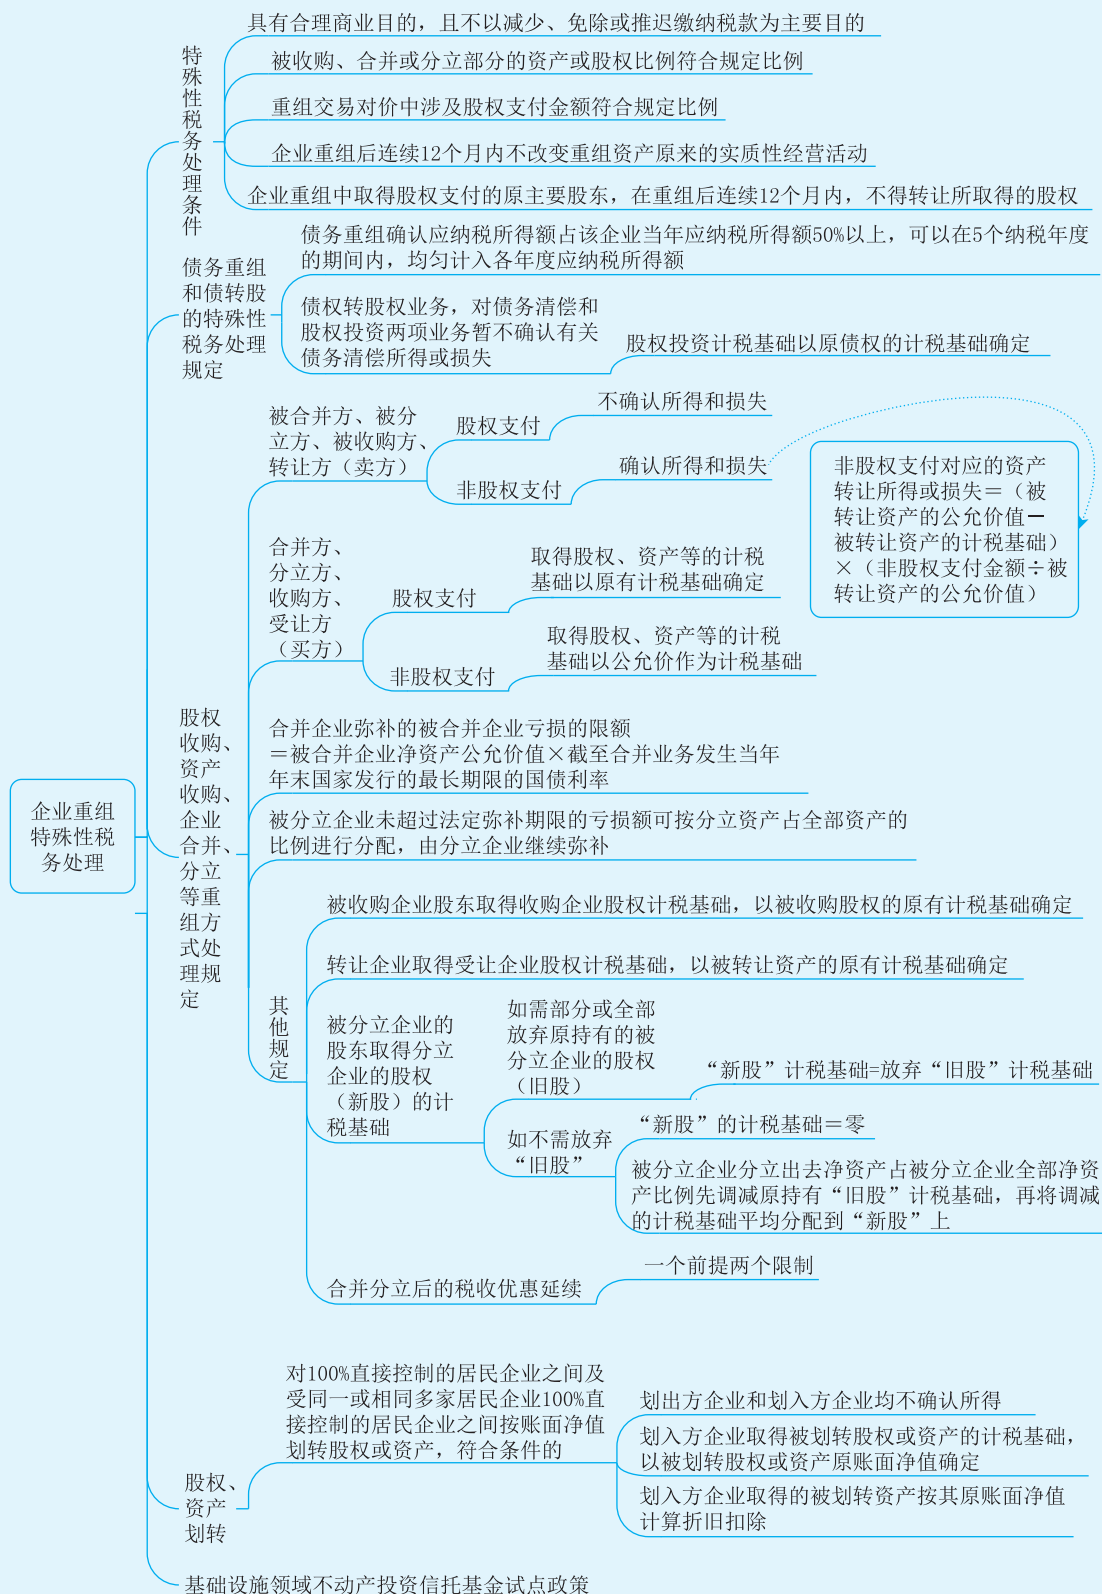 企业重组
特殊性税
务处理
特殊性税务处理条件
具有合理商业目的，且不以减少、免除或推迟缴纳税款为主要目的
被收购、合并或分立部分的资产或股权比例符合规定比例
重组交易对价中涉及股权支付金额符合规定比例
企业重组后连续12个月内不改变重组资产原来的实质性经营活动
企业重组中取得股权支付的原主要股东，在重组后连续12个月内，不得转让所取得的股权
债务重组
和债转股
的特殊性
税务处理
规定
债务重组确认应纳税所得额占该企业当年应纳税所得额50%以上，可以在5个纳税年度
的期间内，均匀计入各年度应纳税所得额
债权转股权业务，对债务清偿和
股权投资两项业务暂不确认有关
债务清偿所得或损失
股权投资计税基础以原债权的计税基础确定
股权
收购、
资产
收购、
企业
合并、
分立
等重
组方
式处
理规
定
被合并方、被分
立方、被收购方、
转让方（卖方）
股权支付
不确认所得和损失
非股权支付
确认所得和损失
非股权支付对应的资产
转让所得或损失＝（被
转让资产的公允价值－
被转让资产的计税基础）
×（非股权支付金额÷被
转让资产的公允价值）
合并方、
分立方、
收购方、
受让方
（买方）
股权支付
取得股权、资产等的计税
基础以原有计税基础确定
非股权支付
取得股权、资产等的计税
基础以公允价作为计税基础
合并企业弥补的被合并企业亏损的限额
＝被合并企业净资产公允价值×截至合并业务发生当年
年末国家发行的最长期限的国债利率
被分立企业未超过法定弥补期限的亏损额可按分立资产占全部资产的
比例进行分配，由分立企业继续弥补
其他规定
被收购企业股东取得收购企业股权计税基础，以被收购股权的原有计税基础确定
转让企业取得受让企业股权计税基础，以被转让资产的原有计税基础确定
被分立企业的
股东取得分立
企业的股权
（新股）的计
税基础
如需部分或全部
放弃原持有的被
分立企业的股权
（旧股）
“新股”计税基础=放弃“旧股”计税基础
如不需放弃
“旧股”
“新股”的计税基础＝零
被分立企业分立出去净资产占被分立企业全部净资
产比例先调减原持有“旧股”计税基础，再将调减
的计税基础平均分配到“新股”上
合并分立后的税收优惠延续
一个前提两个限制
股权、
资产
划转
对100%直接控制的居民企业之间及
受同一或相同多家居民企业100%直
接控制的居民企业之间按账面净值
划转股权或资产，符合条件的
划出方企业和划入方企业均不确认所得
划入方企业取得被划转股权或资产的计税基础，
以被划转股权或资产原账面净值确定
划入方企业取得的被划转资产按其原账面净值
计算折旧扣除
基础设施领域不动产投资信托基金试点政策